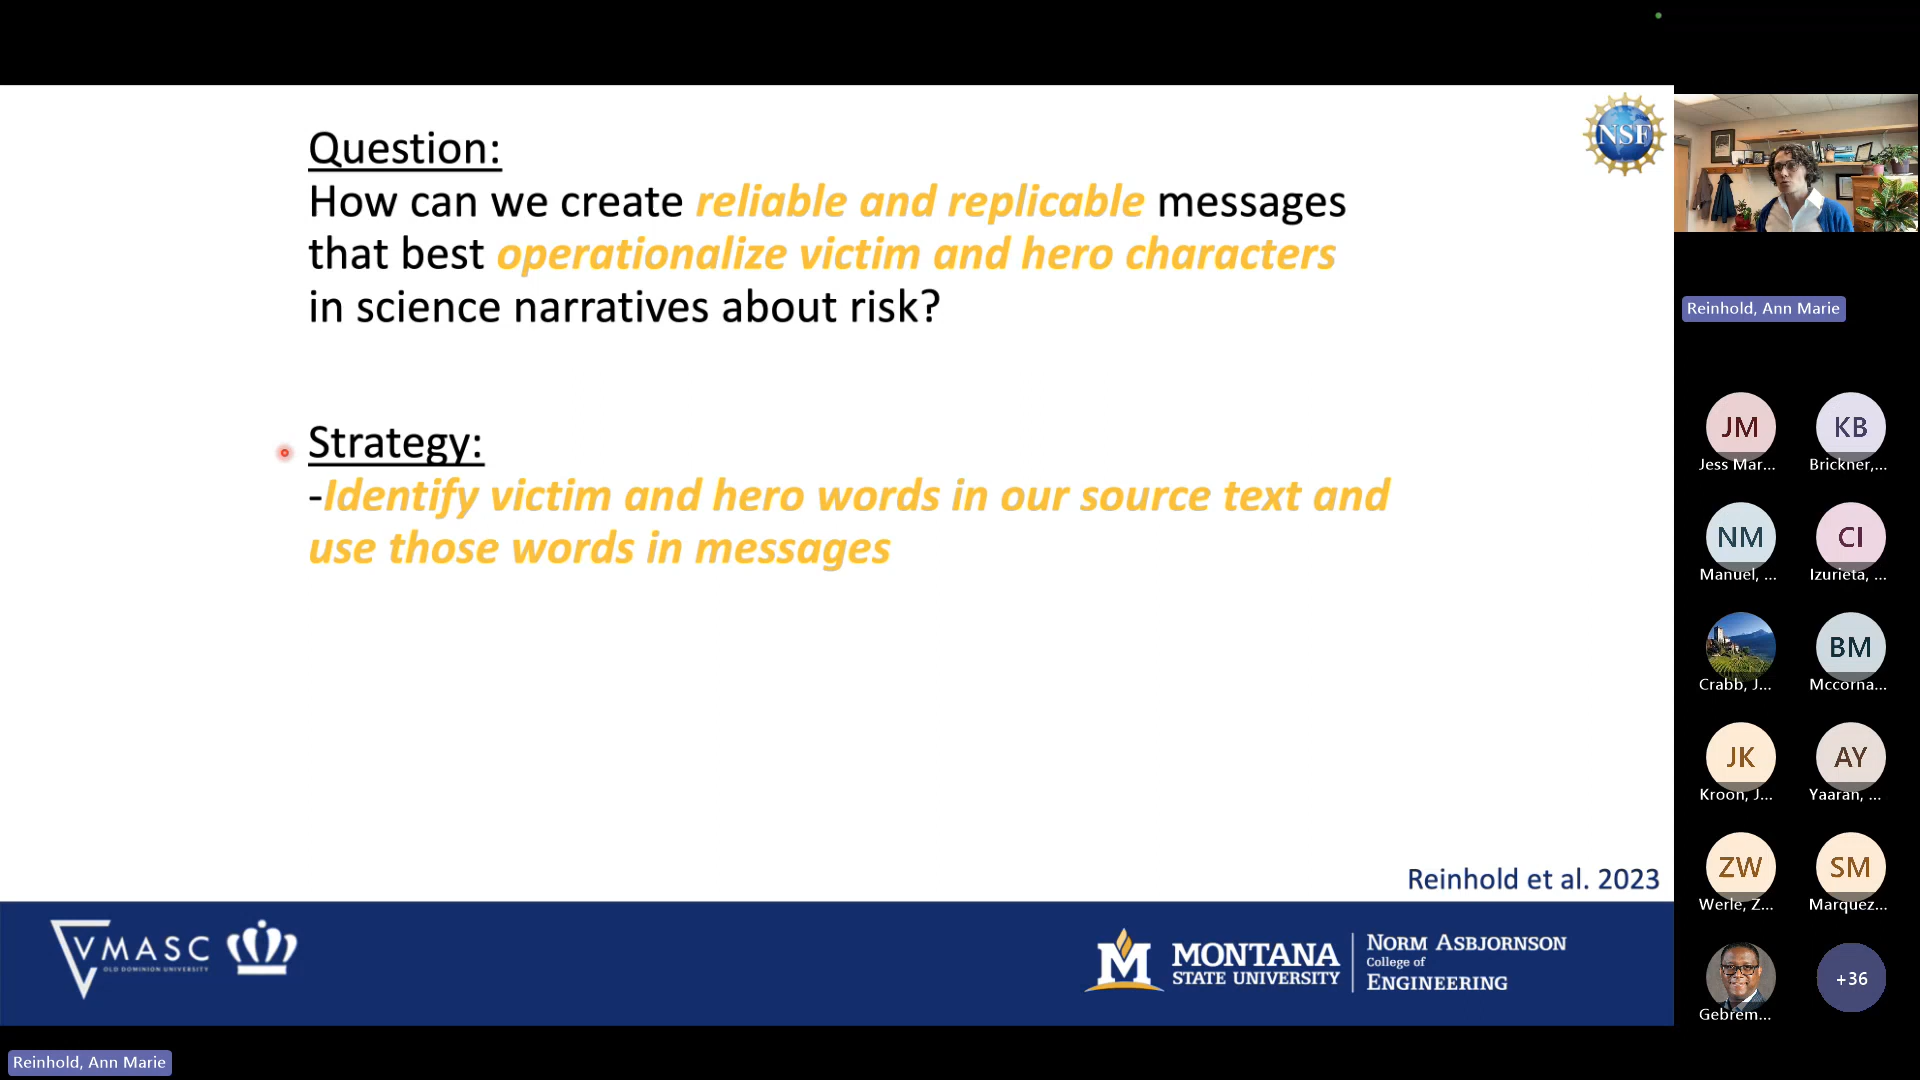 Question:
How can we create reliable and replicable messages
that best operationalize victim and hero characters
in science narratives about risk?
Strategy:
-Identify victim and hero words in our source text and
use those words in messages
Reinhold et al. 2023
NSF
VMASC
OLD DOMINION UNIVERSITY
M
MONTANA
STATE UNIVERSITY
NORM ASBJORNSON
College of
ENGINEERING
Reinhold, Ann Marie
JM
KB
Jess Mar...
Brickner,...
NM
CI
Manuel, ...
Izurieta, ...
BM
Crabb, J...
Mccorna...
JK
AY
Kroon, J...
Yaaran, ...
ZW
SM
Werle, Z...
Marquez...
+36
Gebrem...
Reinhold, Ann Marie